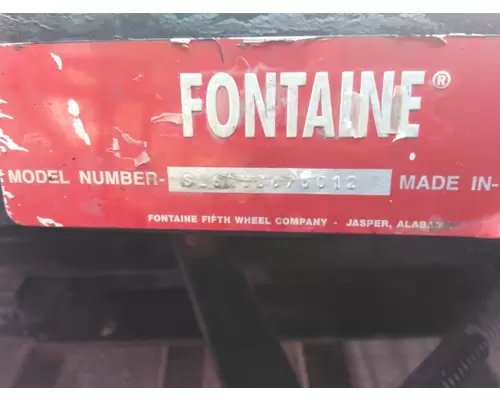 FONTAINE®
MODEL NUMBER- MADE IN-
FONTAINE FIFTH WHEEL COMPANY - JASPER,